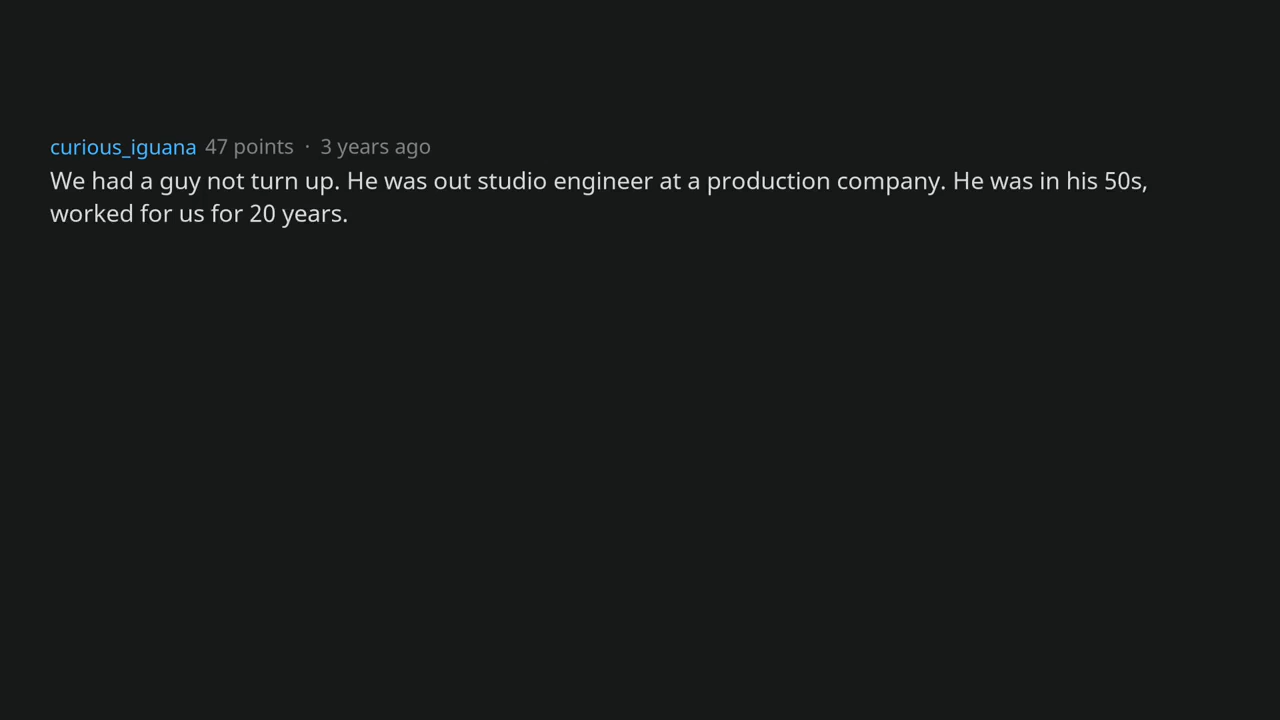 curious_iguana 47 points · 3 years ago
We had a guy not turn up. He was out studio engineer at a production company. He was in his 50s,
worked for us for 20 years.